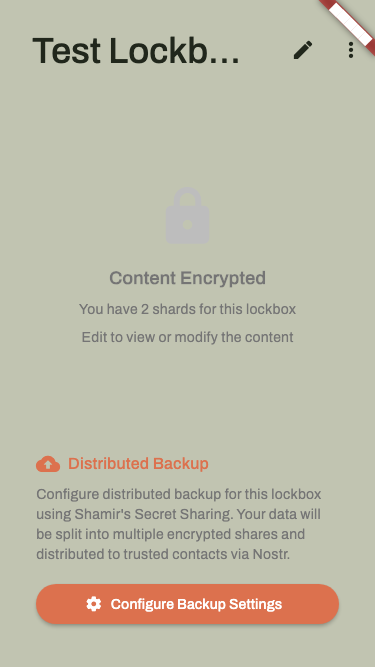 Test Lockb...
Content Encrypted
You have 2 shards for this lockbox
Edit to view or modify the content
Distributed Backup
Configure distributed backup for this lockbox
using Shamir's Secret Sharing. Your data will
be split into multiple encrypted shares and
distributed to trusted contacts via Nostr.
Configure Backup Settings